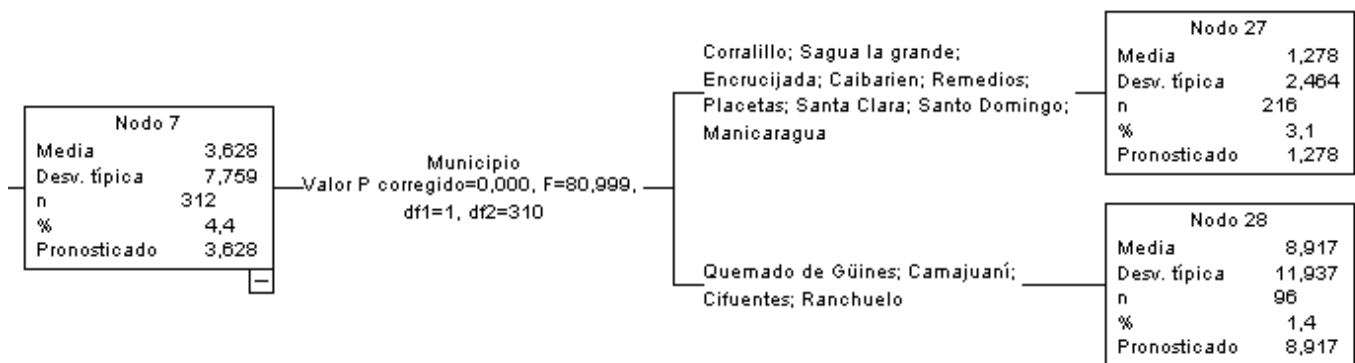 Nodo 7
Media 3,628
Desv. típica 7,759
n 312
% 4,4
Pronosticado 3,628
Municipio
Valor P corregido=0,000, F=80,999,
df1=1, df2=310
Corralillo; Sagua la grande;
Encrucijada; Caibarien; Remedios;
Placetas; Santa Clara; Santo Domingo;
Manicaragua
Nodo 27
Media 1,278
Desv. típica 2,464
n 216
% 3,1
Pronosticado 1,278
Quemado de Güines; Camajuaní;
Cifuentes; Ranchuelo
Nodo 28
Media 8,917
Desv. típica 11,937
n 96
% 1,4
Pronosticado 8,917